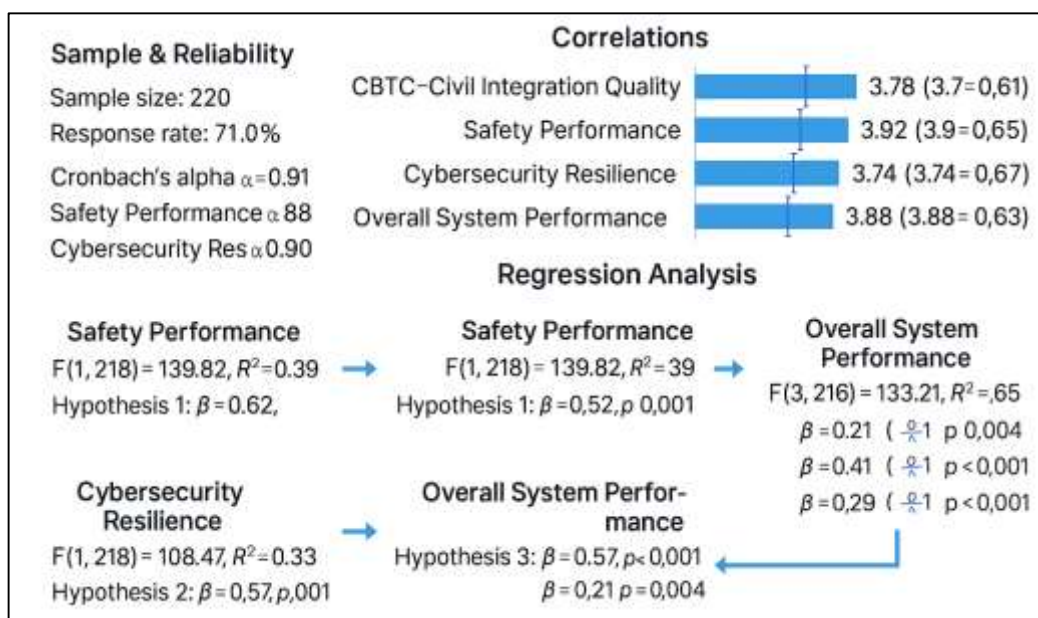 Sample & Reliability
Sample size: 220
Response rate: 71.0%
Cronbach's alpha α=0.91
Safety Performance α 88
Cybersecurity Res α 0.90
Correlations
CBTC–Civil Integration Quality 3.78 (3.7=0,61)
Safety Performance 3.92 (3.9=0,65)
Cybersecurity Resilience 3.74 (3.74=0,67)
Overall System Performance 3.88 (3.88=0,63)
Regression Analysis
Safety Performance
F(1, 218) = 139.82, R²=0.39
Hypothesis 1: β=0.62,
Safety Performance
F(1, 218) = 139.82, R²=39
Hypothesis 1: β=0,52, p 0,001
Overall System
Performance
F(3, 216) = 133.21, R²=,65
β=0.21 ( 1 p 0,004
β=0.41 ( 1 p<0,001
β=0,29 ( 1 p<0,001
Cybersecurity
Resilience
F(1, 218) = 108.47, R²=0.33
Hypothesis 2: β=0,57, p,001
Overall System Perfor-
mance
Hypothesis 3: β=0.57, p<0,001
β=0,21 p=0,004